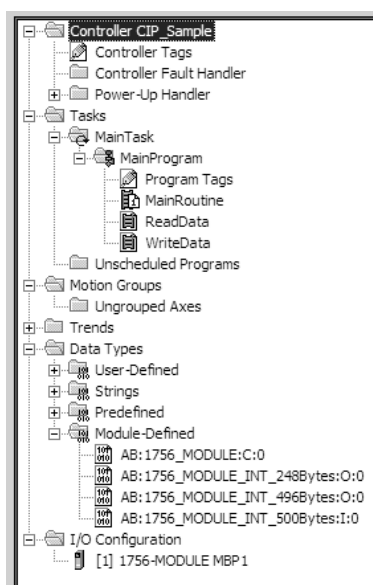 Controller CIP_Sample
Controller Tags
Controller Fault Handler
Power-Up Handler
Tasks
MainTask
MainProgram
Program Tags
MainRoutine
ReadData
WriteData
Unscheduled Programs
Motion Groups
Ungrouped Axes
Trends
Data Types
User-Defined
Strings
Predefined
Module-Defined
AB:1756_MODULE:C:0
AB:1756_MODULE_INT_248Bytes:O:0
AB:1756_MODULE_INT_496Bytes:O:0
AB:1756_MODULE_INT_500Bytes:I:0
I/O Configuration
[1] 1756-MODULE MBP1